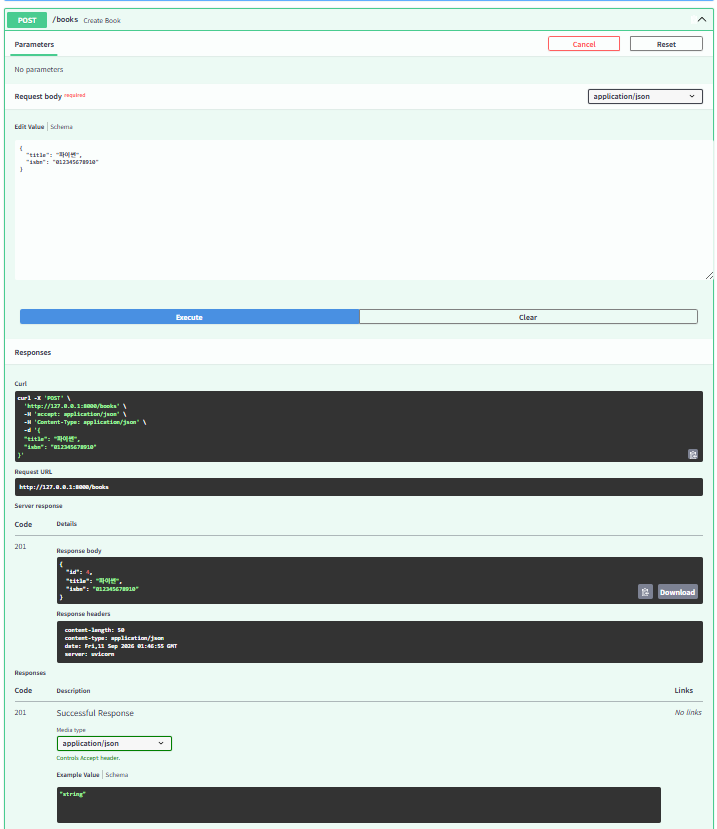 POST /books Create Book
Parameters
Cancel
Reset
No parameters
Request body required
application/json
Edit Value | Schema
{
  "title": "파이썬",
  "isbn": "012345678910"
}
Execute
Clear
Responses
Curl
curl -X 'POST' \
  'http://127.0.0.1:8000/books' \
  -H 'accept: application/json' \
  -H 'Content-Type: application/json' \
  -d '{
  "title": "파이썬",
  "isbn": "012345678910"
}'
Request URL
http://127.0.0.1:8000/books
Server response
Code Details
201
Response body
{
  "id": 4,
  "title": "파이썬",
  "isbn": "012345678910"
}
Download
Response headers
content-length: 50
content-type: application/json
date: Fri,11 Sep 2026 01:46:55 GMT
server: uvicorn
Responses
Code Description Links
201 Successful Response No links
Media type
application/json
Controls Accept header.
Example Value | Schema
"string"